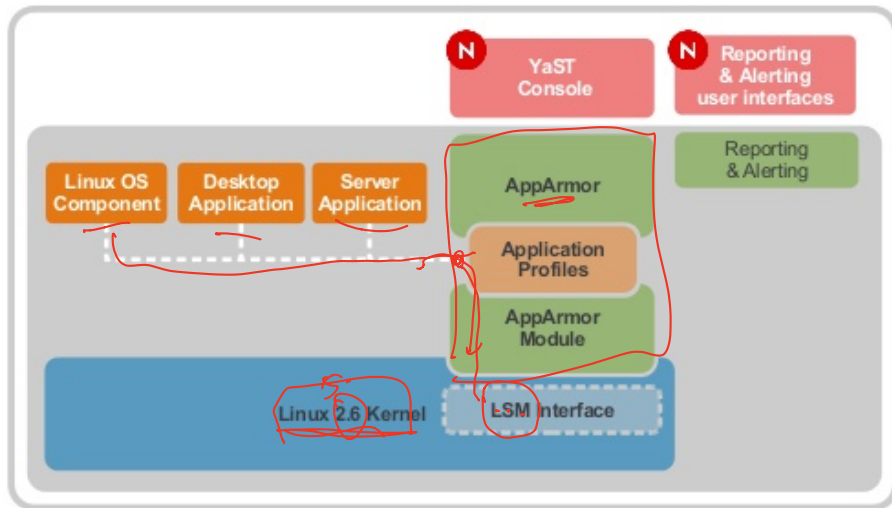 N
YaST
Console
N
Reporting
& Alerting
user interfaces
Linux OS
Component
Desktop
Application
Server
Application
AppArmor
Reporting
& Alerting
Application
Profiles
AppArmor
Module
5.
Linux 2.6 Kernel
LSM Interface